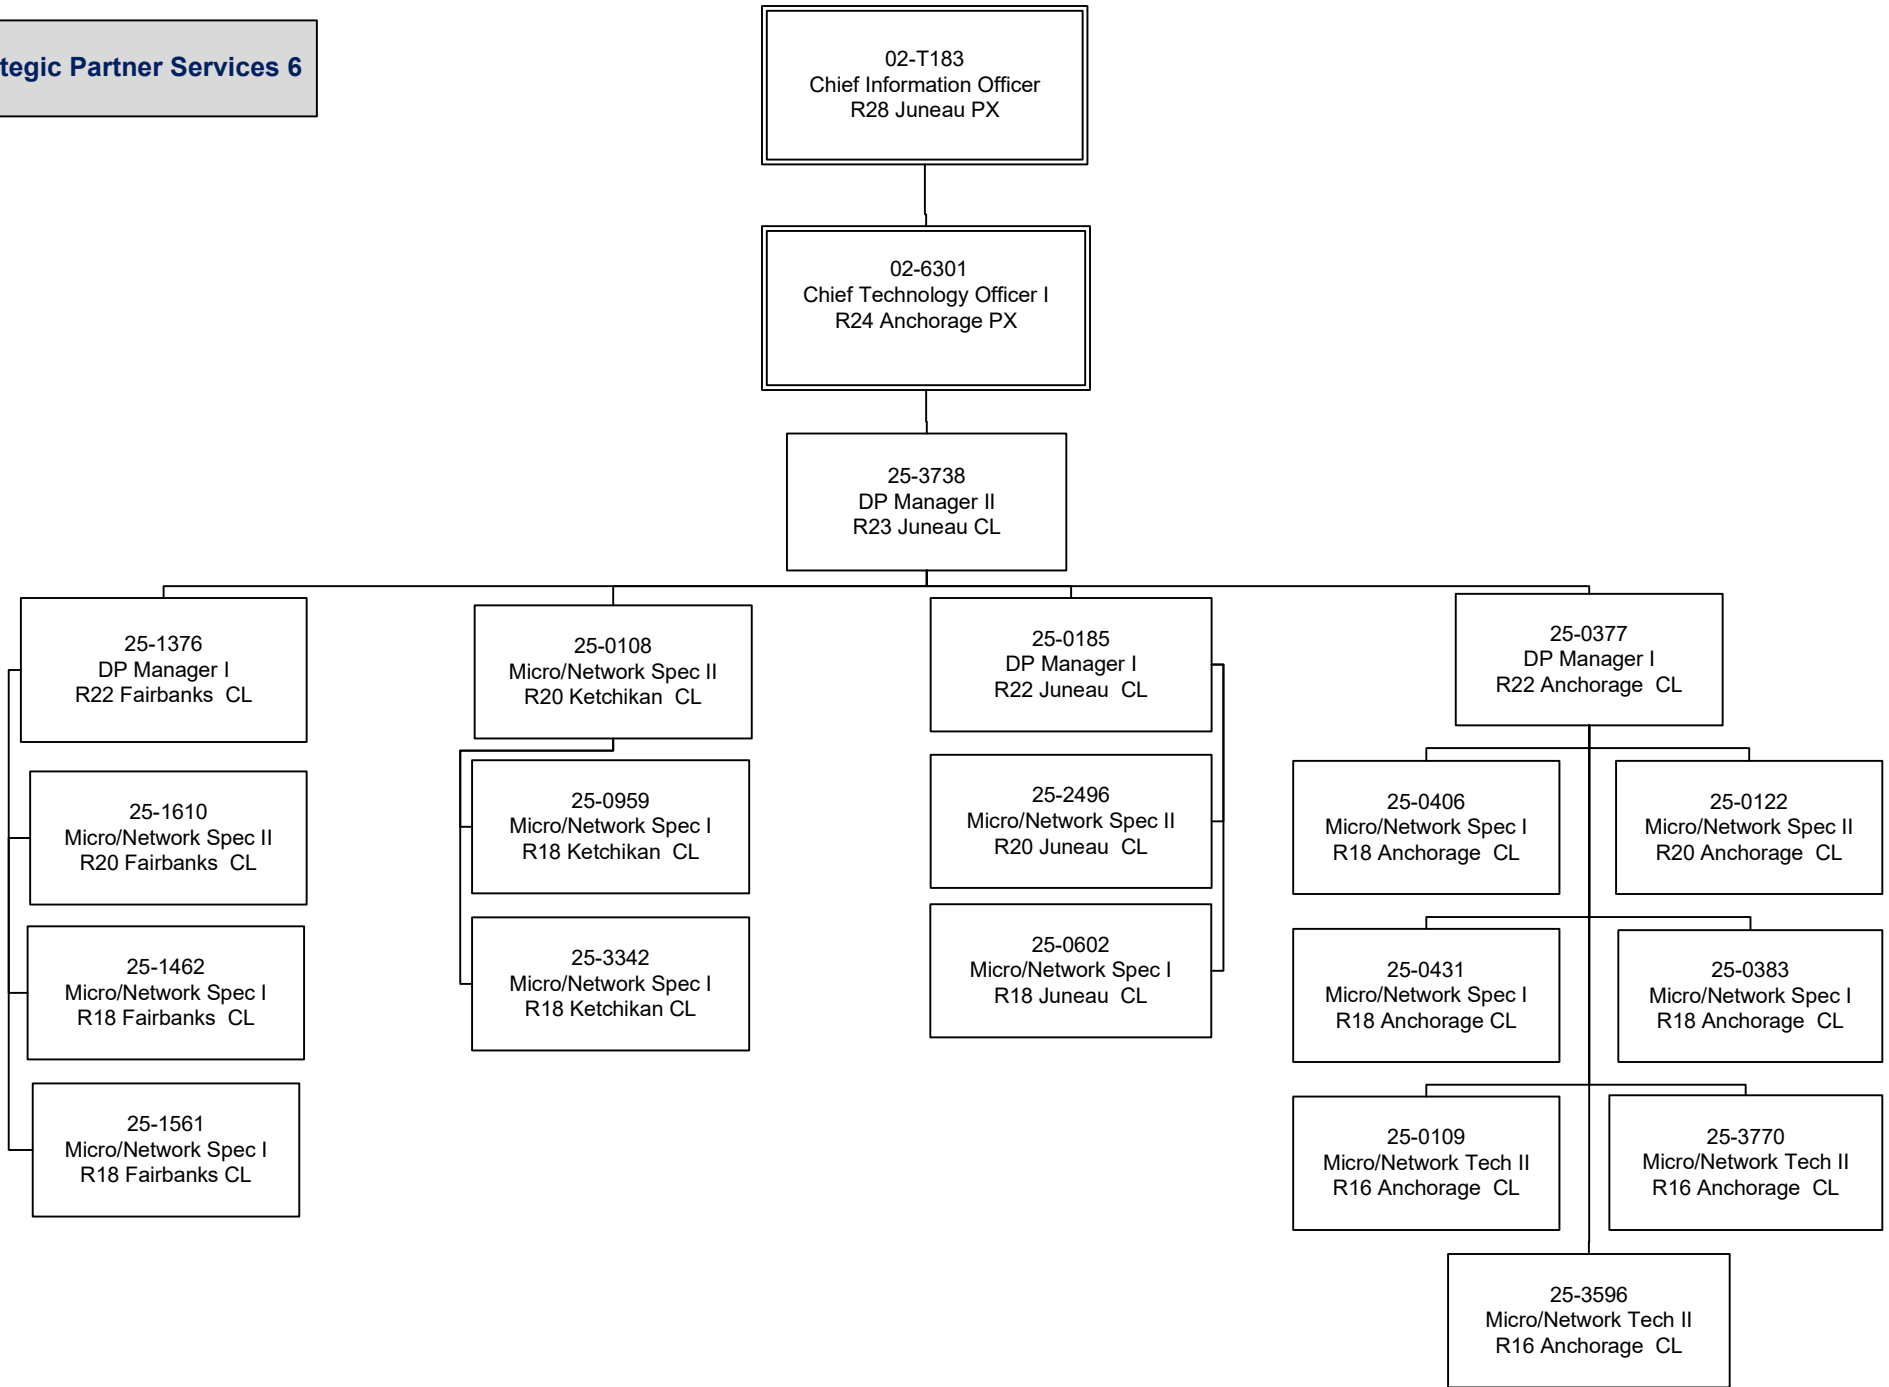 tegic Partner Services 6
02-T183
Chief Information Officer
R28 Juneau PX
02-6301
Chief Technology Officer I
R24 Anchorage PX
25-3738
DP Manager II
R23 Juneau CL
25-1376
DP Manager I
R22 Fairbanks  CL
25-1610
Micro/Network Spec II
R20 Fairbanks  CL
25-1462
Micro/Network Spec I
R18 Fairbanks  CL
25-1561
Micro/Network Spec I
R18 Fairbanks CL
25-0108
Micro/Network Spec II
R20 Ketchikan  CL
25-0959
Micro/Network Spec I
R18 Ketchikan  CL
25-3342
Micro/Network Spec I
R18 Ketchikan CL
25-0185
DP Manager I
R22 Juneau  CL
25-2496
Micro/Network Spec II
R20 Juneau  CL
25-0602
Micro/Network Spec I
R18 Juneau  CL
25-0377
DP Manager I
R22 Anchorage  CL
25-0406
Micro/Network Spec I
R18 Anchorage  CL
25-0122
Micro/Network Spec II
R20 Anchorage  CL
25-0431
Micro/Network Spec I
R18 Anchorage CL
25-0383
Micro/Network Spec I
R18 Anchorage  CL
25-0109
Micro/Network Tech II
R16 Anchorage  CL
25-3770
Micro/Network Tech II
R16 Anchorage  CL
25-3596
Micro/Network Tech II
R16 Anchorage  CL